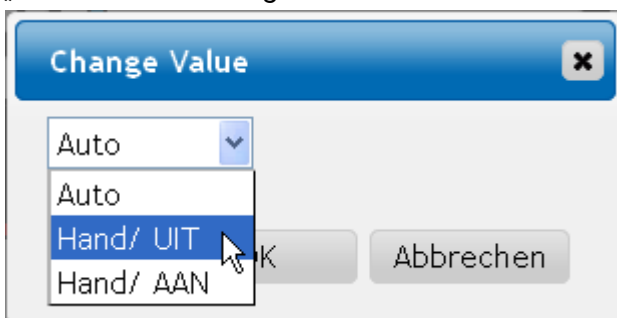 Change Value
Auto
Auto
Hand/ UIT
Hand/ AAN
Abbrechen